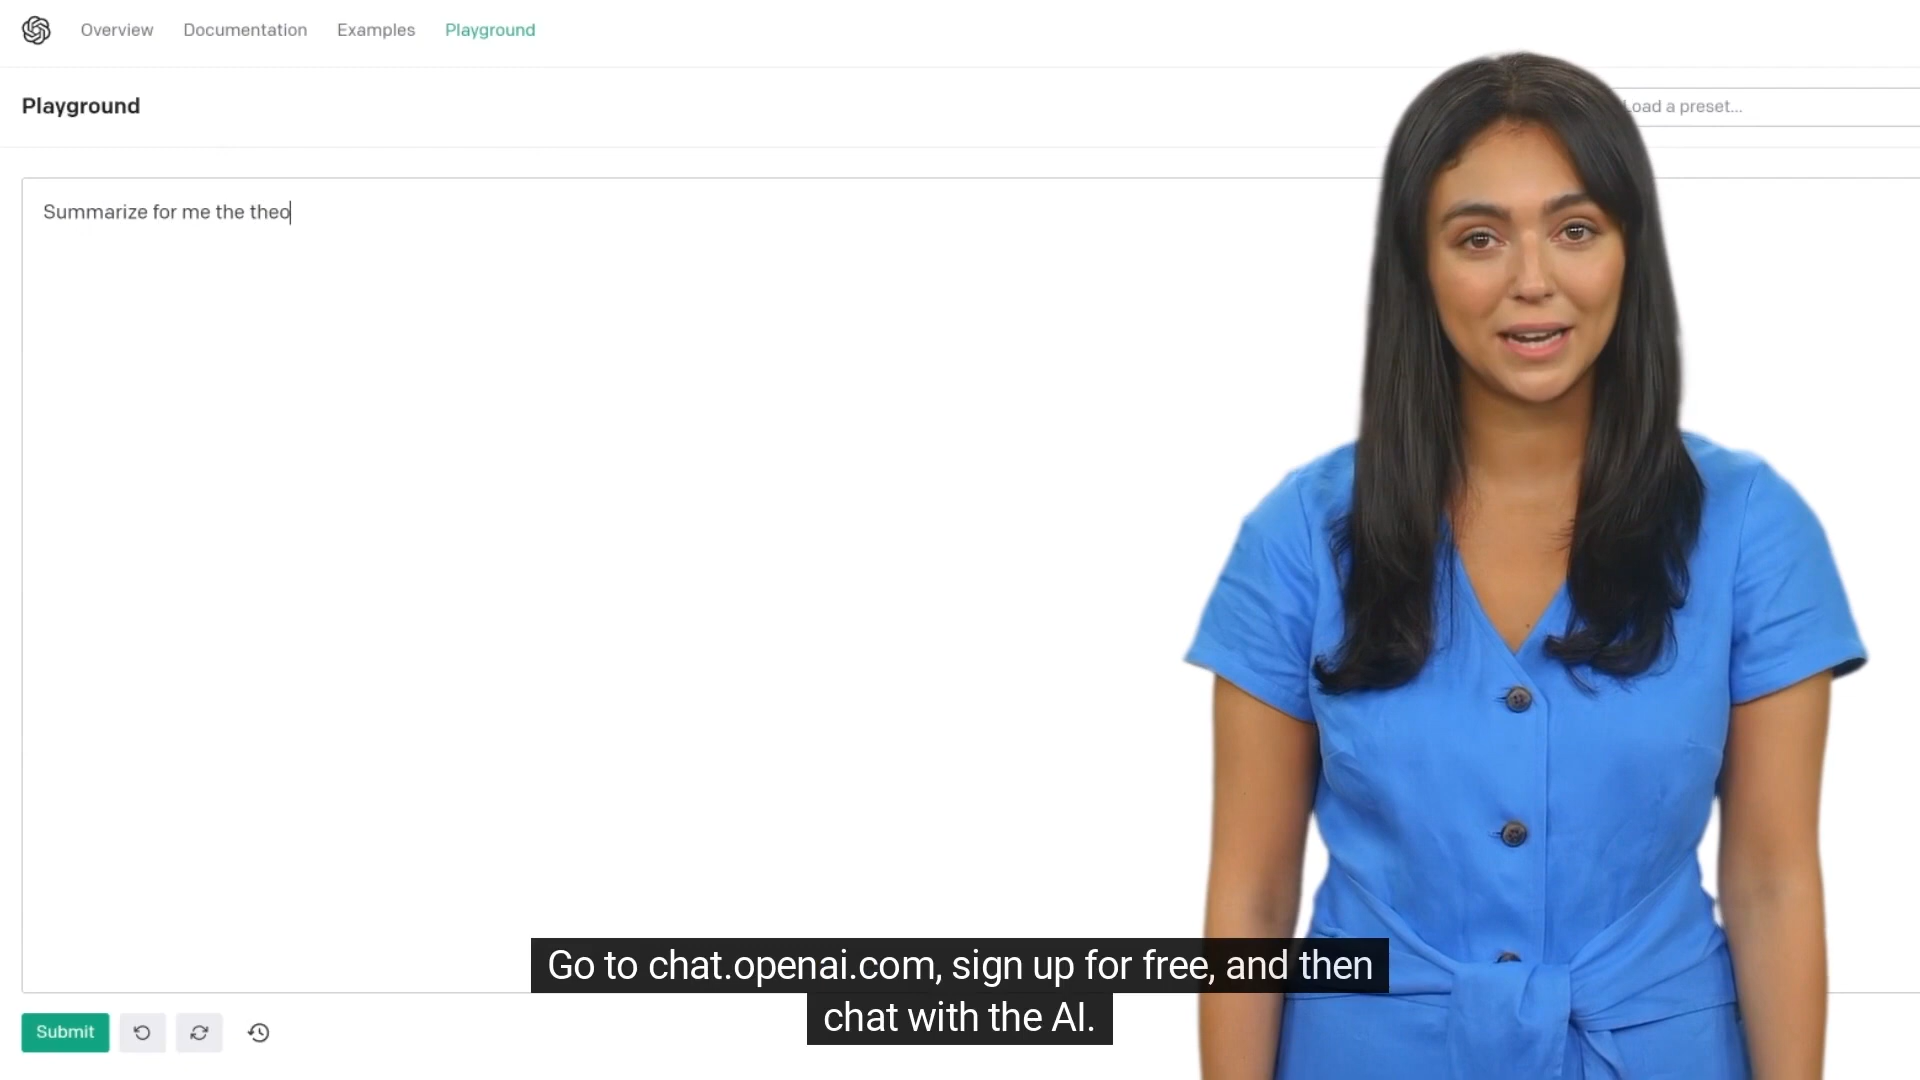 Overview Documentation Examples Playground
Playground
Load a preset...
Summarize for me the theo
Go to chat.openai.com, sign up for free, and then
chat with the AI.
Submit